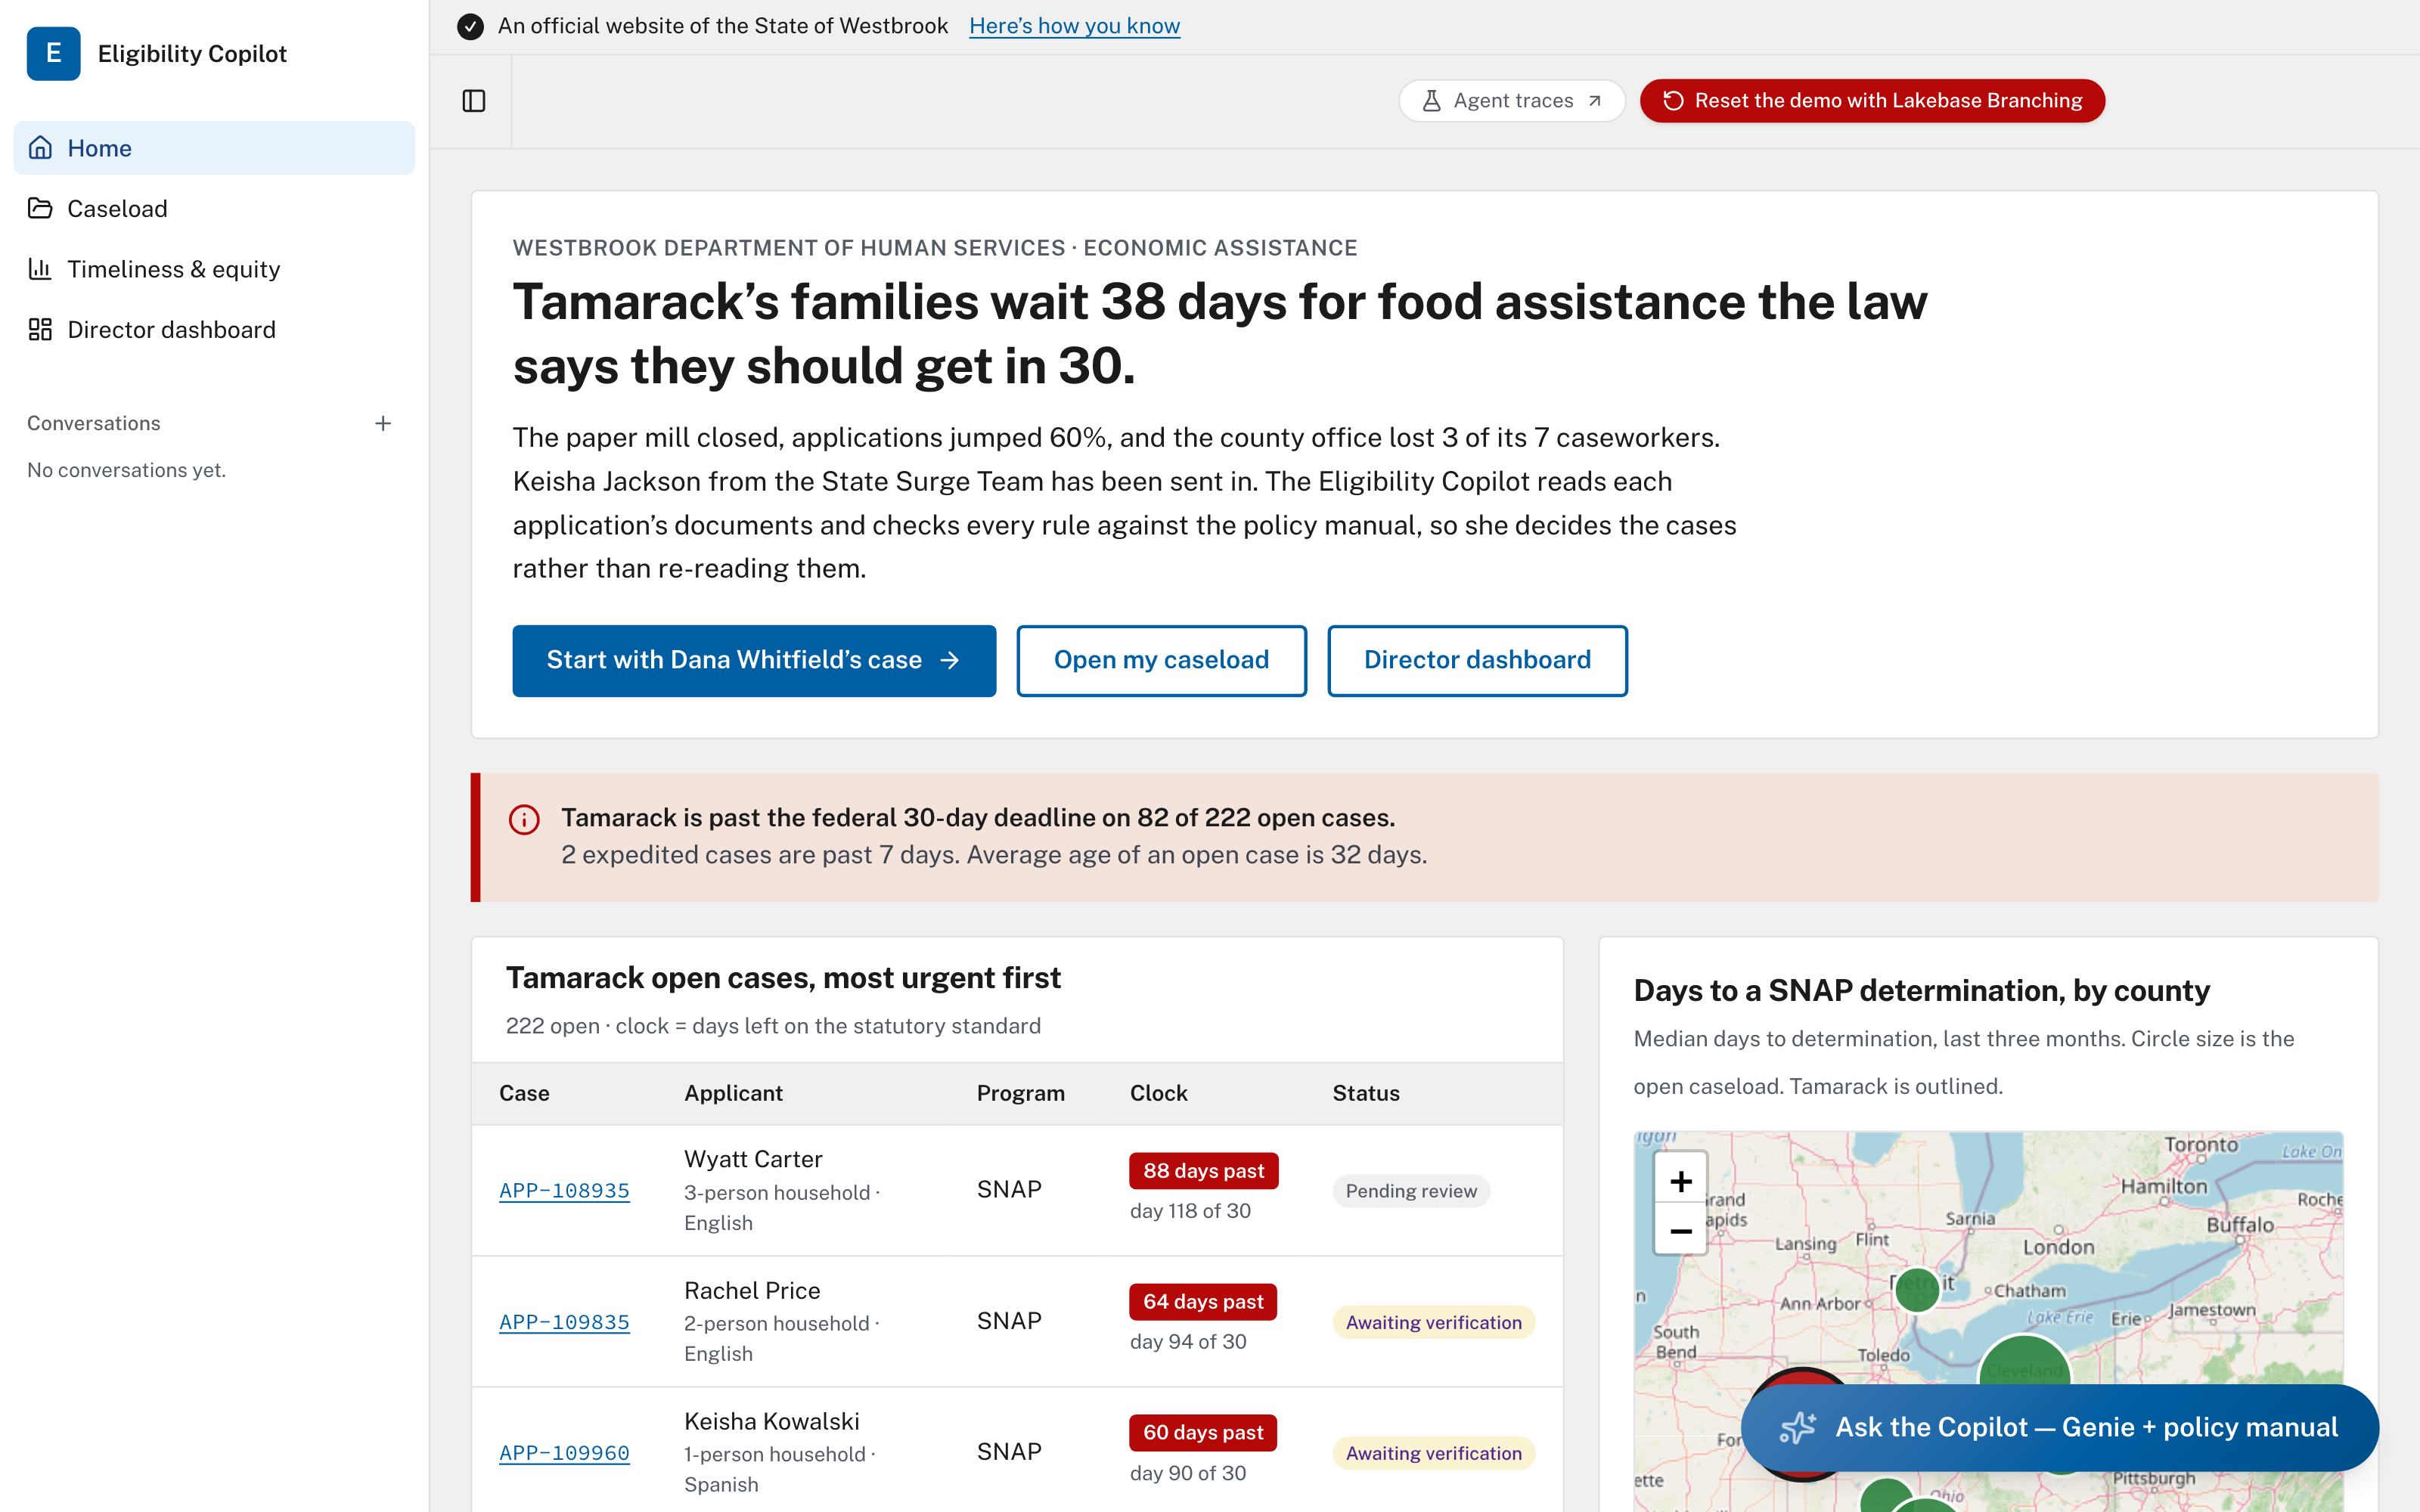 E
Eligibility Copilot
Home
Caseload
Timeliness & equity
Director dashboard
Conversations
+
No conversations yet.
An official website of the State of Westbrook Here’s how you know
Agent traces
Reset the demo with Lakebase Branching
WESTBROOK DEPARTMENT OF HUMAN SERVICES · ECONOMIC ASSISTANCE
Tamarack’s families wait 38 days for food assistance the law
says they should get in 30.
The paper mill closed, applications jumped 60%, and the county office lost 3 of its 7 caseworkers.
Keisha Jackson from the State Surge Team has been sent in. The Eligibility Copilot reads each
application’s documents and checks every rule against the policy manual, so she decides the cases
rather than re-reading them.
Start with Dana Whitfield’s case
Open my caseload
Director dashboard
Tamarack is past the federal 30-day deadline on 82 of 222 open cases.
2 expedited cases are past 7 days. Average age of an open case is 32 days.
Tamarack open cases, most urgent first
222 open · clock = days left on the statutory standard
Case Applicant Program Clock Status
APP-108935
Wyatt Carter
3-person household ·
English
SNAP
88 days past
day 118 of 30
Pending review
APP-109835
Rachel Price
2-person household ·
English
SNAP
64 days past
day 94 of 30
Awaiting verification
APP-109960
Keisha Kowalski
1-person household ·
Spanish
SNAP
60 days past
day 90 of 30
Awaiting verification
Days to a SNAP determination, by county
Median days to determination, last three months. Circle size is the
open caseload. Tamarack is outlined.
+
−
Toronto
Lake On
Hamilton
Roche
Buffalo
Sarnia
London
Lansing
Flint
Ann Arbor
Chatham
Lake Erie
Erie
Jamestown
South
Bend
Toledo
Cleveland
Pittsburgh
Ohio
Ask the Copilot — Genie + policy manual